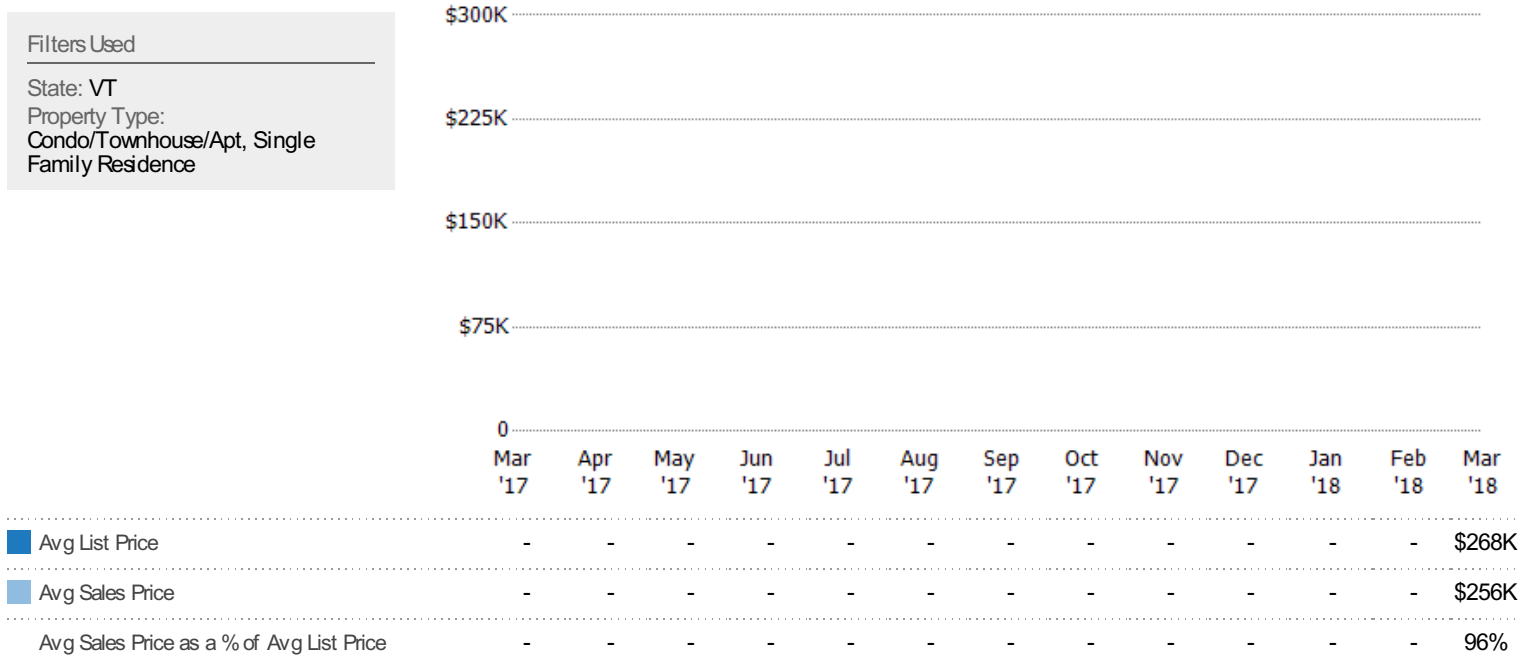 Filters Used
State: VT
Property Type:
Condo/Townhouse/Apt, Single
Family Residence
$300K
$225K
$150K
$75K
0
Mar Apr May Jun Jul Aug Sep Oct Nov Dec Jan Feb Mar
'17 '17 '17 '17 '17 '17 '17 '17 '17 '17 '18 '18 '18
Avg List Price - - - - - - - - - - - - $268K
Avg Sales Price - - - - - - - - - - - - $256K
Avg Sales Price as a % of Avg List Price - - - - - - - - - - - - 96%